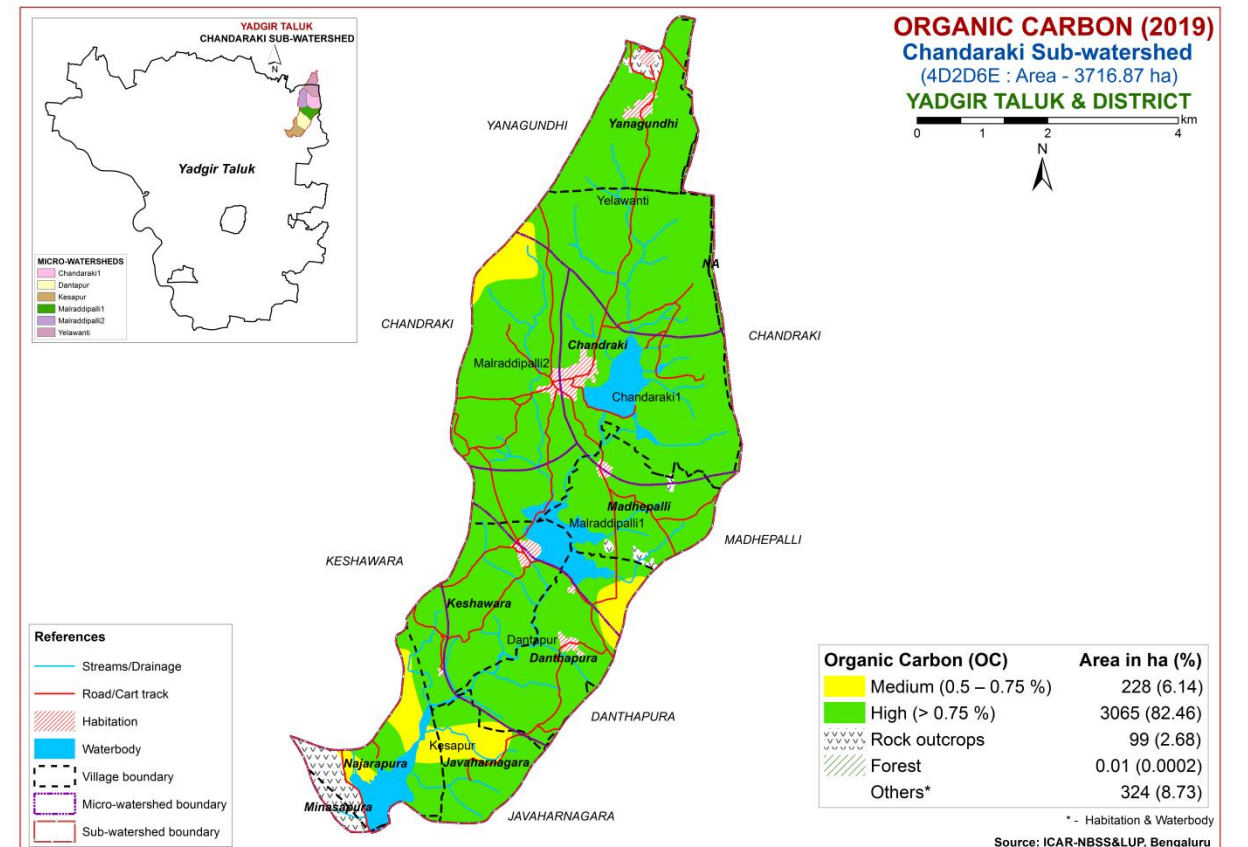 YADGIR TALUK
CHANDARAKI SUB-WATERSHED
N
Yadgir Taluk
MICRO-WATERSHEDS
Chandaraki1
Dantapur
Kesapur
Malraddipalli1
Malraddipalli2
Yelawanti
ORGANIC CARBON (2019)
Chandaraki Sub-watershed
(4D2D6E : Area - 3716.87 ha)
YADGIR TALUK & DISTRICT
km
0 1 2 4
N
YANAGUNDHI
Yanagundhi
Yelawanti
NA
CHANDRAKI
CHANDRAKI
Chandraki
Malraddipalli2
Chandaraki1
Madhepalli
Malraddipalli1
MADHEPALLI
KESHAWARA
Keshawara
Dantapur
Danthapura
DANTHAPURA
Kesapur
Najarapura
Javaharnagara
Minasapura
JAVAHARNAGARA
References
Streams/Drainage
Road/Cart track
Habitation
Waterbody
Village boundary
Micro-watershed boundary
Sub-watershed boundary
Organic Carbon (OC) Area in ha (%)
Medium (0.5 – 0.75 %) 228 (6.14)
High (> 0.75 %) 3065 (82.46)
Rock outcrops 99 (2.68)
Forest 0.01 (0.0002)
Others* 324 (8.73)
* - Habitation & Waterbody
Source: ICAR-NBSS&LUP, Bengaluru